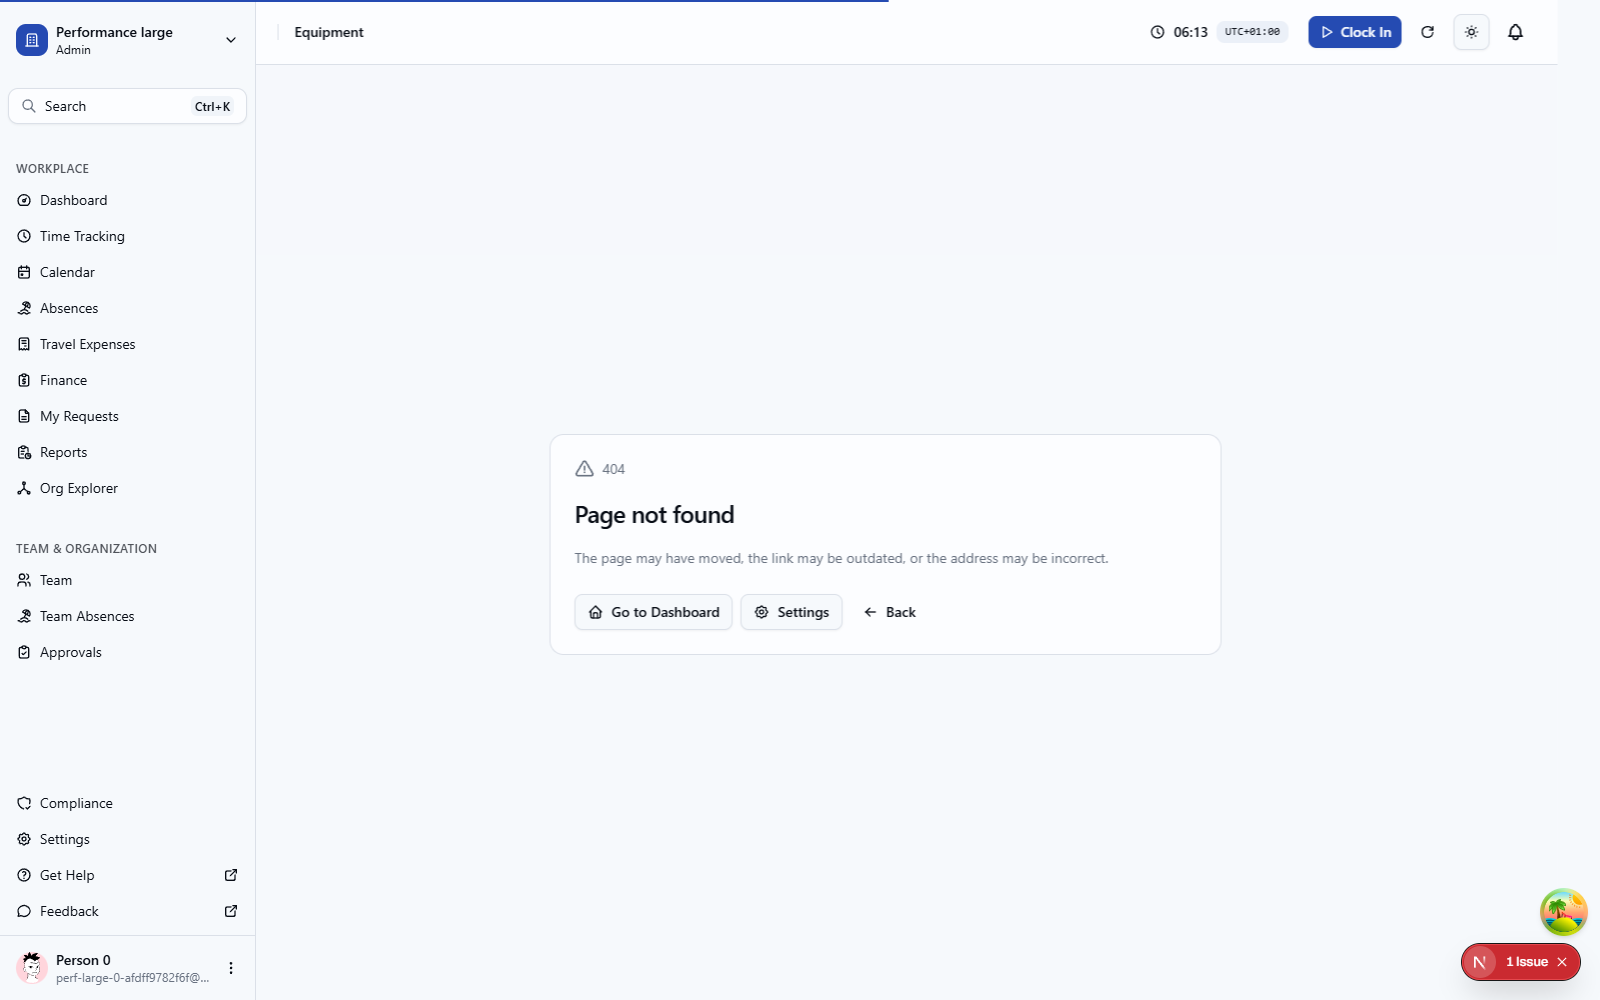 Performance large
Admin
Search
Ctrl+K
WORKPLACE
Dashboard
Time Tracking
Calendar
Absences
Travel Expenses
Finance
My Requests
Reports
Org Explorer
TEAM & ORGANIZATION
Team
Team Absences
Approvals
Compliance
Settings
Get Help
Feedback
Person 0
perf-large-0-afdff9782f6f@...
Equipment
06:13 UTC+01:00
Clock In
404
Page not found
The page may have moved, the link may be outdated, or the address may be incorrect.
Go to Dashboard
Settings
Back
N 1 Issue